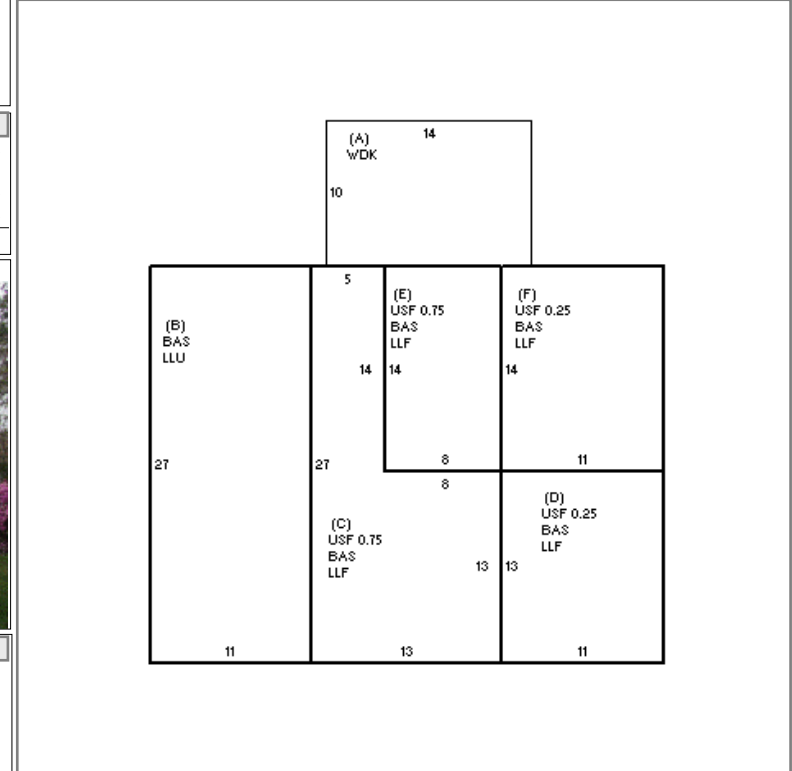 (A)
WDK
14
10
5
(E)
USF 0.75
BAS
LLF
(F)
USF 0.25
BAS
LLF
(B)
BAS
LLU
14
14
14
27
27
8
11
8
(C)
USF 0.75
BAS
LLF
(D)
USF 0.25
BAS
LLF
13
13
11
13
11